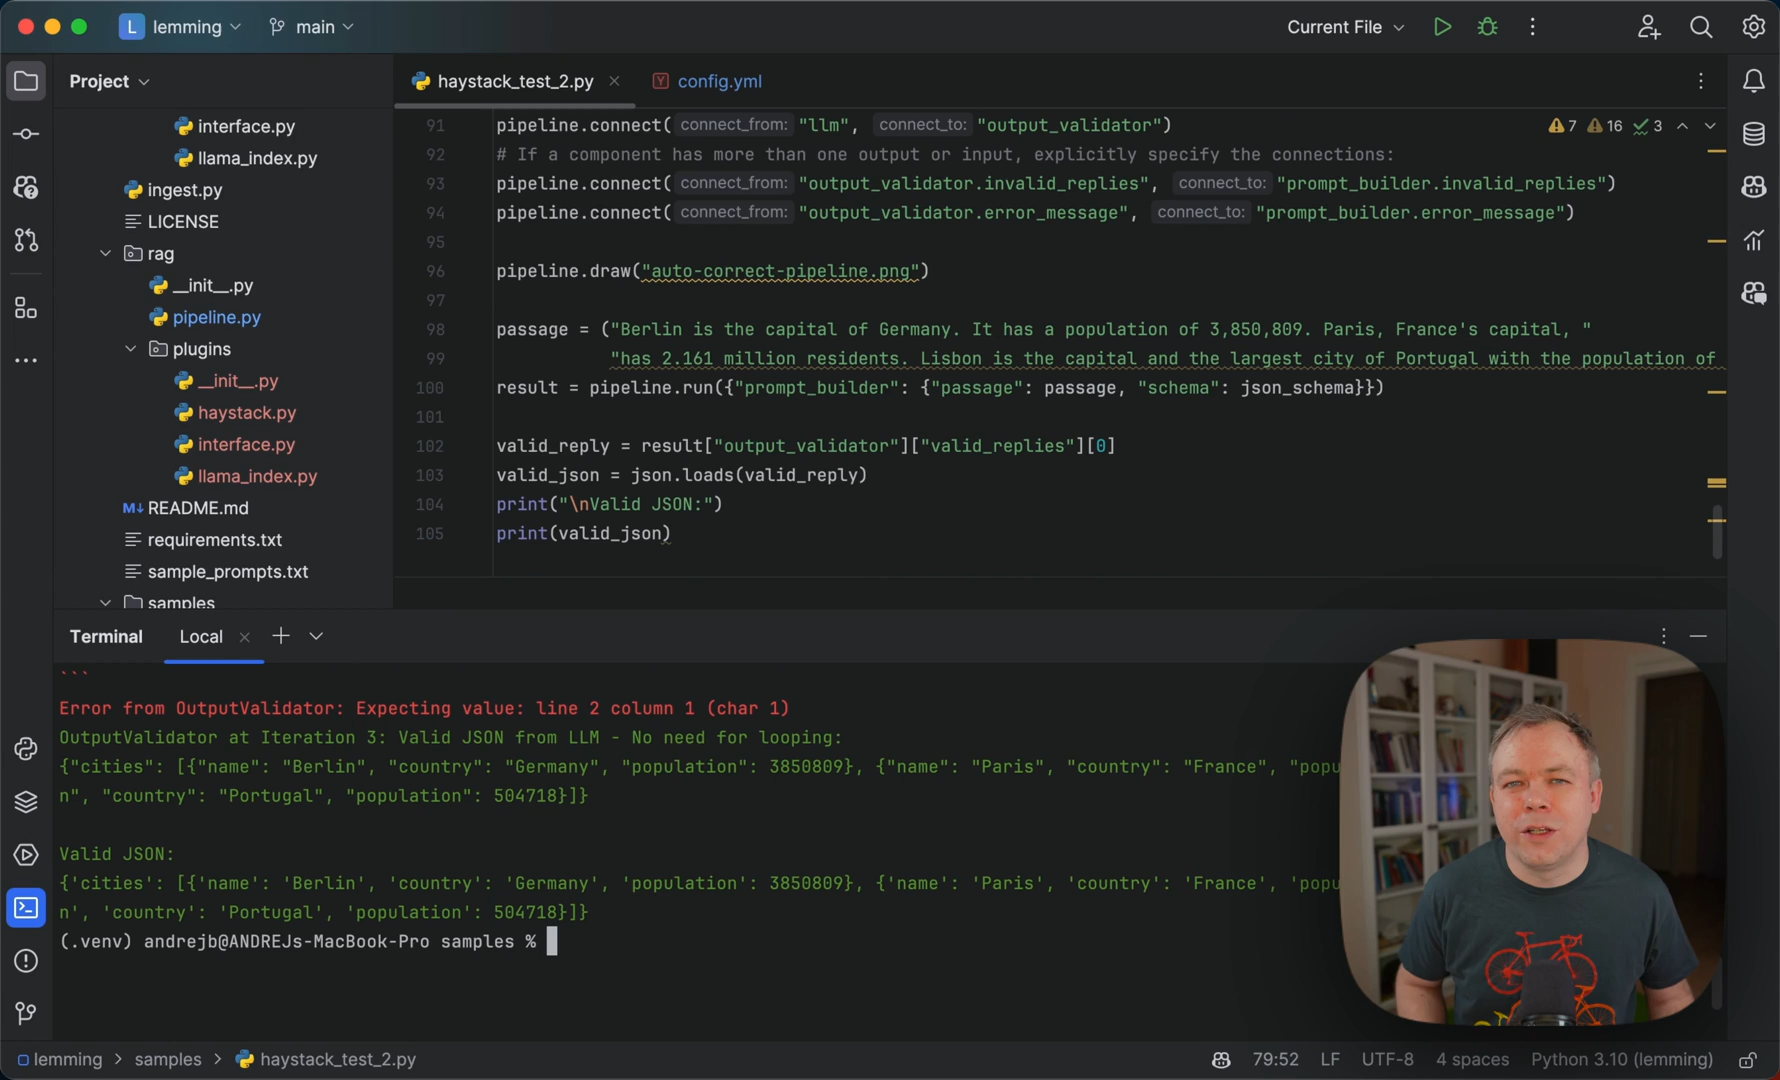 L lemming main Current File
Project haystack_test_2.py config.yml
interface.py
llama_index.py
ingest.py
LICENSE
rag
__init__.py
pipeline.py
plugins
__init__.py
haystack.py
interface.py
llama_index.py
README.md
requirements.txt
sample_prompts.txt
samples
7 16 3
91 pipeline.connect( connect_from: "llm", connect_to: "output_validator")
92 # If a component has more than one output or input, explicitly specify the connections:
93 pipeline.connect( connect_from: "output_validator.invalid_replies", connect_to: "prompt_builder.invalid_replies")
94 pipeline.connect( connect_from: "output_validator.error_message", connect_to: "prompt_builder.error_message")
95
96 pipeline.draw("auto-correct-pipeline.png")
97
98 passage = ("Berlin is the capital of Germany. It has a population of 3,850,809. Paris, France's capital, "
99 "has 2.161 million residents. Lisbon is the capital and the largest city of Portugal with the population of
100 result = pipeline.run({"prompt_builder": {"passage": passage, "schema": json_schema}})
101
102 valid_reply = result["output_validator"]["valid_replies"][0]
103 valid_json = json.loads(valid_reply)
104 print("\nValid JSON:")
105 print(valid_json)
Terminal Local
```
Error from OutputValidator: Expecting value: line 2 column 1 (char 1)
OutputValidator at Iteration 3: Valid JSON from LLM - No need for looping:
{"cities": [{"name": "Berlin", "country": "Germany", "population": 3850809}, {"name": "Paris", "country": "France", "popu
n", "country": "Portugal", "population": 504718}]}
Valid JSON:
{'cities': [{'name': 'Berlin', 'country': 'Germany', 'population': 3850809}, {'name': 'Paris', 'country': 'France', 'popu
n', 'country': 'Portugal', 'population': 504718}]}
(.venv) andrejb@ANDREJs-MacBook-Pro samples %
lemming > samples > haystack_test_2.py 79:52 LF UTF-8 4 spaces Python 3.10 (lemming)